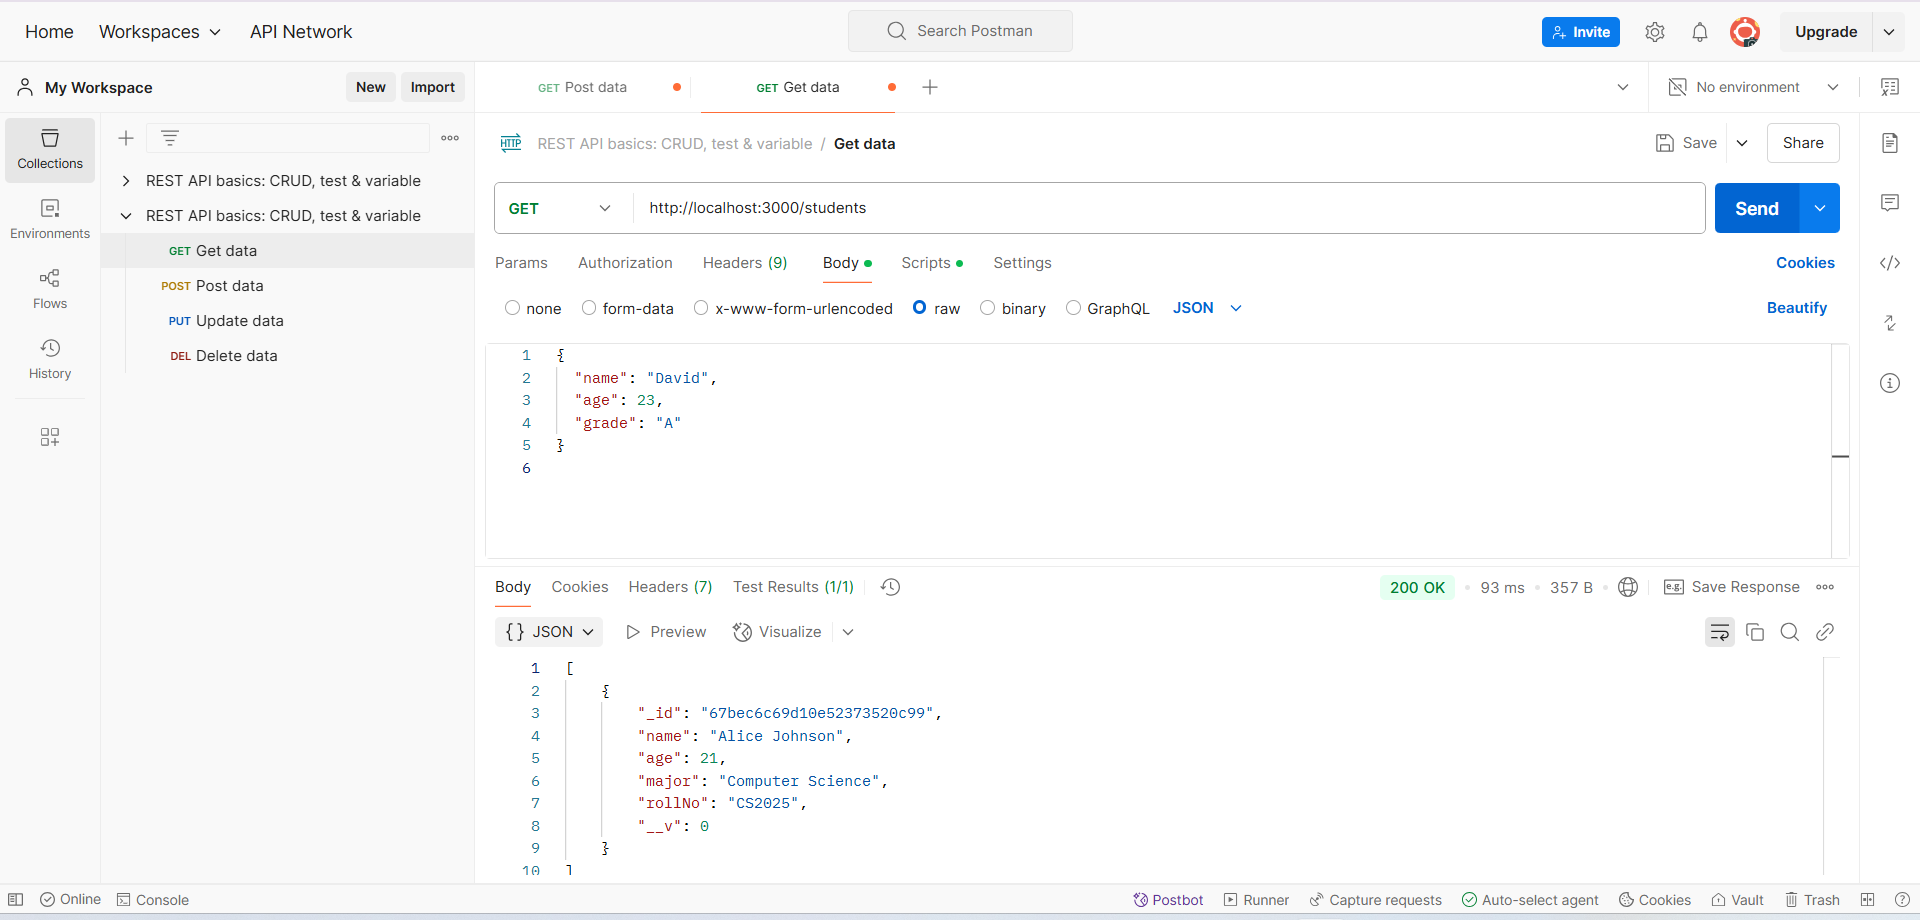 Home Workspaces API Network Search Postman Invite Upgrade
My Workspace New Import GET Post data GET Get data No environment
Collections
Environments
Flows
History
REST API basics: CRUD, test & variable
REST API basics: CRUD, test & variable
GET Get data
POST Post data
PUT Update data
DEL Delete data
HTTP REST API basics: CRUD, test & variable / Get data Save Share
GET http://localhost:3000/students Send
Params Authorization Headers (9) Body Scripts Settings Cookies
none form-data x-www-form-urlencoded raw binary GraphQL JSON Beautify
1 {
2 "name": "David",
3 "age": 23,
4 "grade": "A"
5 }
6
Body Cookies Headers (7) Test Results (1/1) 200 OK 93 ms 357 B e.g. Save Response
{} JSON Preview Visualize
1 [
2 {
3 "_id": "67bec6c69d10e52373520c99",
4 "name": "Alice Johnson",
5 "age": 21,
6 "major": "Computer Science",
7 "rollNo": "CS2025",
8 "__v": 0
9 }
10 ]
Online Console Postbot Runner Capture requests Auto-select agent Cookies Vault Trash